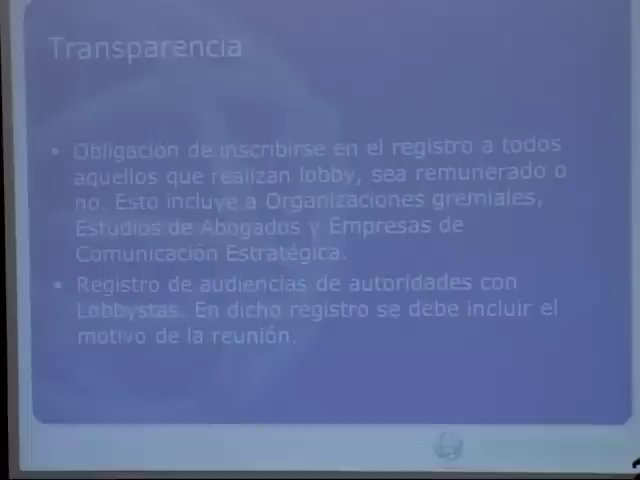 Transparencia
• Obligación de inscribirse en el registro a todos
aquellos que realizan lobby, sea remunerado o
no. Esto incluye a Organizaciones gremiales,
Estudios de Abogados y Empresas de
Comunicación Estratégica.
• Registro de audiencias de autoridades con
Lobbystas. En dicho registro se debe incluir el
motivo de la reunión.